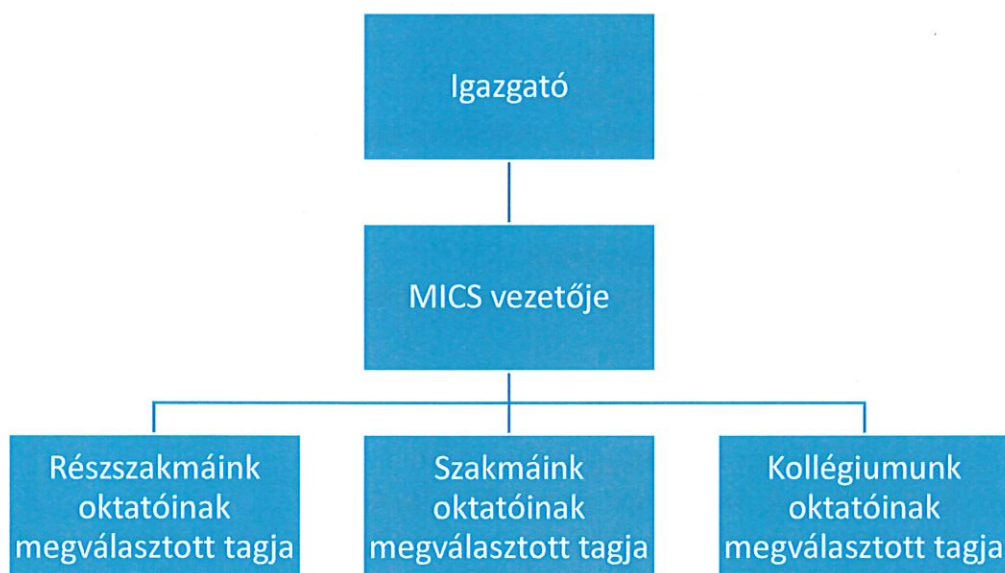 Igazgató
MICS vezetője
Részszakmáink
oktatóinak
megválasztott tagja
Szakmáink
oktatóinak
megválasztott tagja
Kollégiumunk
oktatóinak
megválasztott tagja